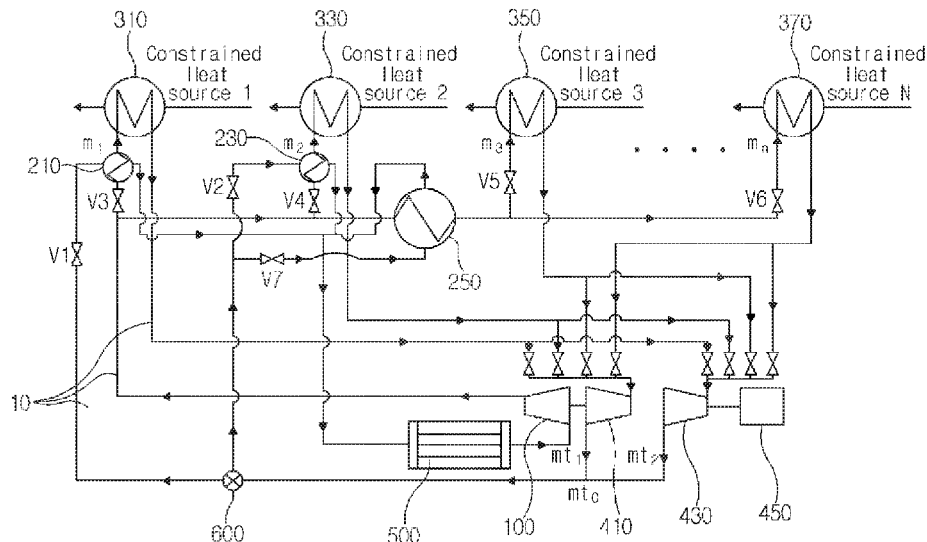 310
330
350
370
Constrained
Heat
source 1
Constrained
Heat
source 2
Constrained
Heat
source 3
Constrained
Heat
source N
m1
m2
m3
mn
210
230
V3
V2
V4
V5
V6
V1
V7
250
10
mt1
mt2
mt0
600
500
100
410
430
450